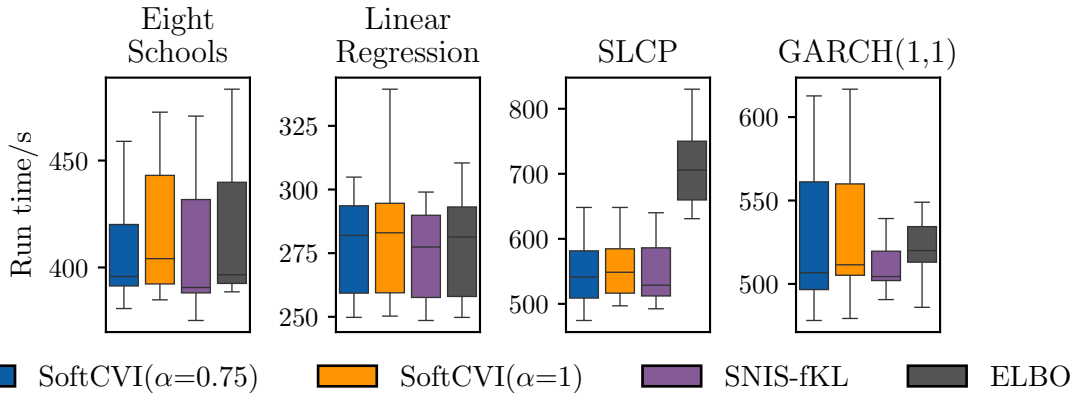 Eight
Schools
Linear
Regression
SLCP
GARCH(1,1)
Run time/s
450
400
325
300
275
250
800
700
600
500
600
550
500
SoftCVI(α=0.75)
SoftCVI(α=1)
SNIS-fKL
ELBO